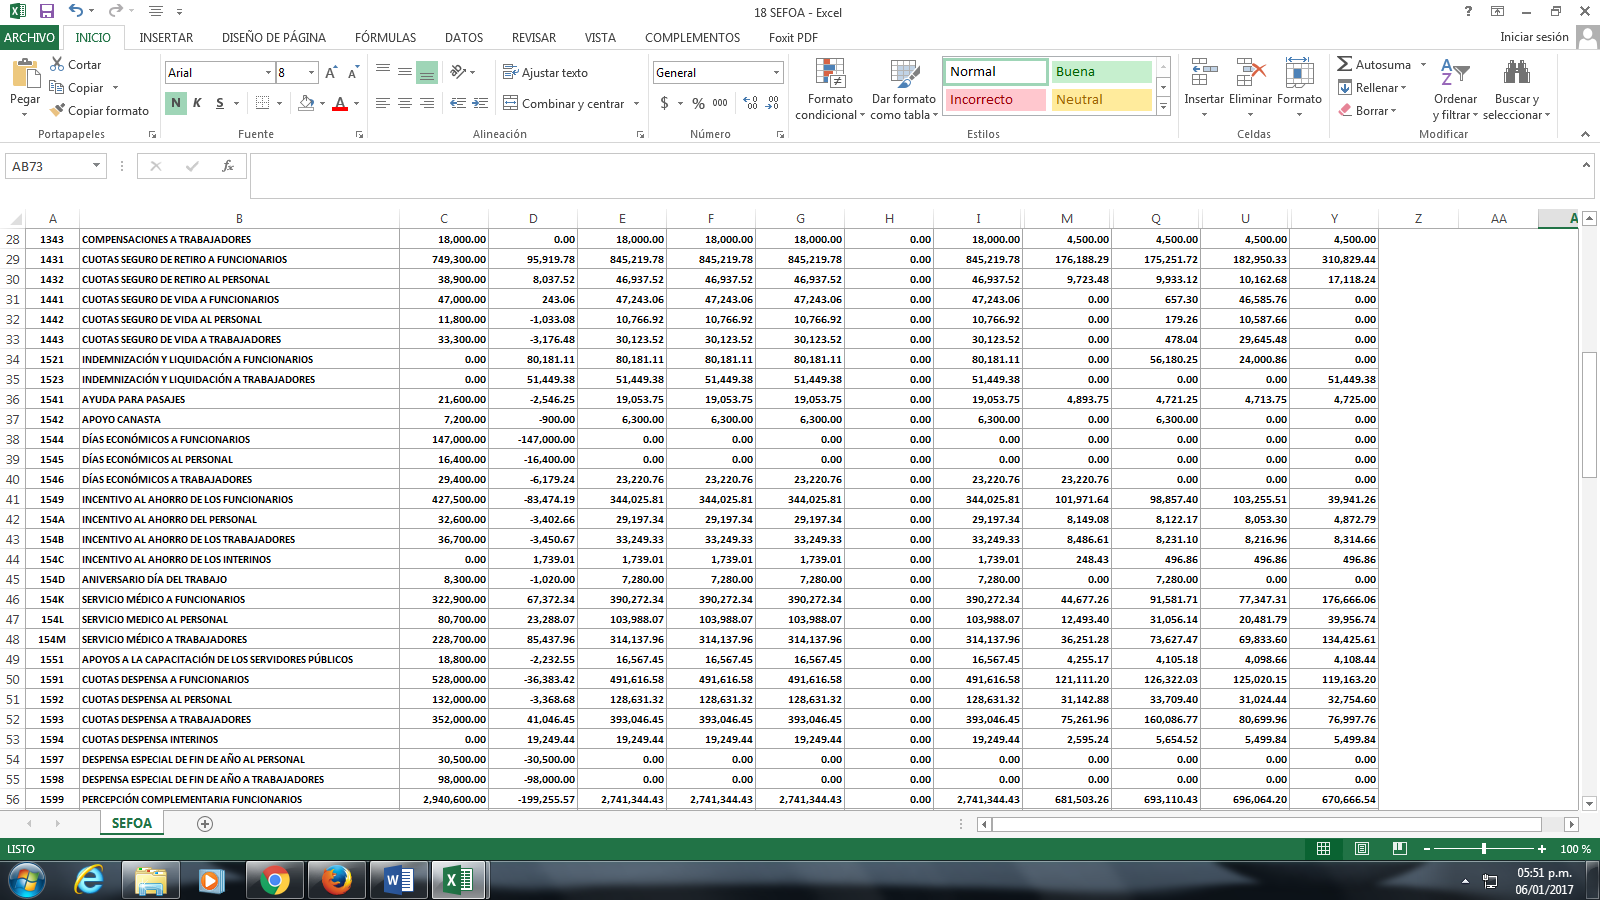 18 SEFOA - Excel
ARCHIVO INICIO INSERTAR DISEÑO DE PÁGINA FÓRMULAS DATOS REVISAR VISTA COMPLEMENTOS Foxit PDF Iniciar sesión
Pegar Cortar Copiar Copiar formato
Arial 8 N K S A A
Ajustar texto
Combinar y centrar
General
$ % 000
Formato condicional Dar formato como tabla
Normal Buena
Incorrecto Neutral
Insertar Eliminar Formato
Autosuma Rellenar Borrar
Ordenar y filtrar Buscar y seleccionar
Portapapeles Fuente Alineación Número Estilos Celdas Modificar
AB73 fx
A B C D E F G H I M Q U Y Z AA A
28 1343 COMPENSACIONES A TRABAJADORES 18,000.00 0.00 18,000.00 18,000.00 18,000.00 0.00 18,000.00 4,500.00 4,500.00 4,500.00 4,500.00
29 1431 CUOTAS SEGURO DE RETIRO A FUNCIONARIOS 749,300.00 95,919.78 845,219.78 845,219.78 845,219.78 0.00 845,219.78 176,188.29 175,251.72 182,950.33 310,829.44
30 1432 CUOTAS SEGURO DE RETIRO AL PERSONAL 38,900.00 8,037.52 46,937.52 46,937.52 46,937.52 0.00 46,937.52 9,723.48 9,933.12 10,162.68 17,118.24
31 1441 CUOTAS SEGURO DE VIDA A FUNCIONARIOS 47,000.00 243.06 47,243.06 47,243.06 47,243.06 0.00 47,243.06 0.00 657.30 46,585.76 0.00
32 1442 CUOTAS SEGURO DE VIDA AL PERSONAL 11,800.00 -1,033.08 10,766.92 10,766.92 10,766.92 0.00 10,766.92 0.00 179.26 10,587.66 0.00
33 1443 CUOTAS SEGURO DE VIDA A TRABAJADORES 33,300.00 -3,176.48 30,123.52 30,123.52 30,123.52 0.00 30,123.52 0.00 478.04 29,645.48 0.00
34 1521 INDEMNIZACIÓN Y LIQUIDACIÓN A FUNCIONARIOS 0.00 80,181.11 80,181.11 80,181.11 80,181.11 0.00 80,181.11 0.00 56,180.25 24,000.86 0.00
35 1523 INDEMNIZACIÓN Y LIQUIDACIÓN A TRABAJADORES 0.00 51,449.38 51,449.38 51,449.38 51,449.38 0.00 51,449.38 0.00 0.00 0.00 51,449.38
36 1541 AYUDA PARA PASAJES 21,600.00 -2,546.25 19,053.75 19,053.75 19,053.75 0.00 19,053.75 4,893.75 4,721.25 4,713.75 4,725.00
37 1542 APOYO CANASTA 7,200.00 -900.00 6,300.00 6,300.00 6,300.00 0.00 6,300.00 0.00 6,300.00 0.00 0.00
38 1544 DÍAS ECONÓMICOS A FUNCIONARIOS 147,000.00 -147,000.00 0.00 0.00 0.00 0.00 0.00 0.00 0.00 0.00 0.00
39 1545 DÍAS ECONÓMICOS AL PERSONAL 16,400.00 -16,400.00 0.00 0.00 0.00 0.00 0.00 0.00 0.00 0.00 0.00
40 1546 DÍAS ECONÓMICOS A TRABAJADORES 29,400.00 -6,179.24 23,220.76 23,220.76 23,220.76 0.00 23,220.76 23,220.76 0.00 0.00 0.00
41 1549 INCENTIVO AL AHORRO DE LOS FUNCIONARIOS 427,500.00 -83,474.19 344,025.81 344,025.81 344,025.81 0.00 344,025.81 101,971.64 98,857.40 103,255.51 39,941.26
42 154A INCENTIVO AL AHORRO DEL PERSONAL 32,600.00 -3,402.66 29,197.34 29,197.34 29,197.34 0.00 29,197.34 8,149.08 8,122.17 8,053.30 4,872.79
43 154B INCENTIVO AL AHORRO DE LOS TRABAJADORES 36,700.00 -3,450.67 33,249.33 33,249.33 33,249.33 0.00 33,249.33 8,486.61 8,231.10 8,216.96 8,314.66
44 154C INCENTIVO AL AHORRO DE LOS INTERINOS 0.00 1,739.01 1,739.01 1,739.01 1,739.01 0.00 1,739.01 248.43 496.86 496.86 496.86
45 154D ANIVERSARIO DÍA DEL TRABAJO 8,300.00 -1,020.00 7,280.00 7,280.00 7,280.00 0.00 7,280.00 0.00 7,280.00 0.00 0.00
46 154K SERVICIO MÉDICO A FUNCIONARIOS 322,900.00 67,372.34 390,272.34 390,272.34 390,272.34 0.00 390,272.34 44,677.26 91,581.71 77,347.31 176,666.06
47 154L SERVICIO MEDICO AL PERSONAL 80,700.00 23,288.07 103,988.07 103,988.07 103,988.07 0.00 103,988.07 12,493.40 31,056.14 20,481.79 39,956.74
48 154M SERVICIO MÉDICO A TRABAJADORES 228,700.00 85,437.96 314,137.96 314,137.96 314,137.96 0.00 314,137.96 36,251.28 73,627.47 69,833.60 134,425.61
49 1551 APOYOS A LA CAPACITACIÓN DE LOS SERVIDORES PÚBLICOS 18,800.00 -2,232.55 16,567.45 16,567.45 16,567.45 0.00 16,567.45 4,255.17 4,105.18 4,098.66 4,108.44
50 1591 CUOTAS DESPENSA A FUNCIONARIOS 528,000.00 -36,383.42 491,616.58 491,616.58 491,616.58 0.00 491,616.58 121,111.20 126,322.03 125,020.15 119,163.20
51 1592 CUOTAS DESPENSA AL PERSONAL 132,000.00 -3,368.68 128,631.32 128,631.32 128,631.32 0.00 128,631.32 31,142.88 33,709.40 31,024.44 32,754.60
52 1593 CUOTAS DESPENSA A TRABAJADORES 352,000.00 41,046.45 393,046.45 393,046.45 393,046.45 0.00 393,046.45 75,261.96 160,086.77 80,699.96 76,997.76
53 1594 CUOTAS DESPENSA INTERINOS 0.00 19,249.44 19,249.44 19,249.44 19,249.44 0.00 19,249.44 2,595.24 5,654.52 5,499.84 5,499.84
54 1597 DESPENSA ESPECIAL DE FIN DE AÑO AL PERSONAL 30,500.00 -30,500.00 0.00 0.00 0.00 0.00 0.00 0.00 0.00 0.00 0.00
55 1598 DESPENSA ESPECIAL DE FIN DE AÑO A TRABAJADORES 98,000.00 -98,000.00 0.00 0.00 0.00 0.00 0.00 0.00 0.00 0.00 0.00
56 1599 PERCEPCIÓN COMPLEMENTARIA FUNCIONARIOS 2,940,600.00 -199,255.57 2,741,344.43 2,741,344.43 2,741,344.43 0.00 2,741,344.43 681,503.26 693,110.43 696,064.20 670,666.54
SEFOA
LISTO 100 %
05:51 p.m.
06/01/2017